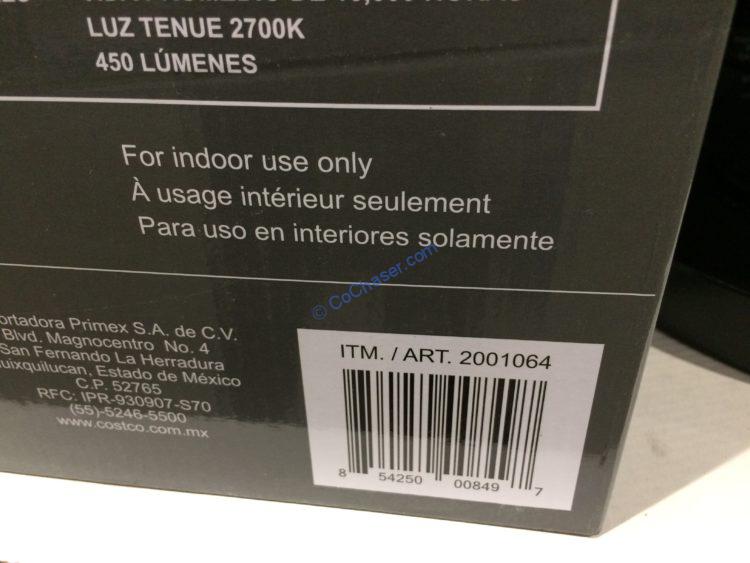 LUZ TENUE 2700K
450 LÚMENES
For indoor use only
À usage intérieur seulement
Para uso en interiores solamente
© CoChaser.com
Primex S.A. de C.V.
Blvd. Magnocentro No. 4
San Fernando La Herradura
Estado de México
C.P. 52765
RFC: IPR-930907-S70
(55)-5246-5500
www.costco.com.mx
ITM. / ART. 2001064
8 54250 00849 7